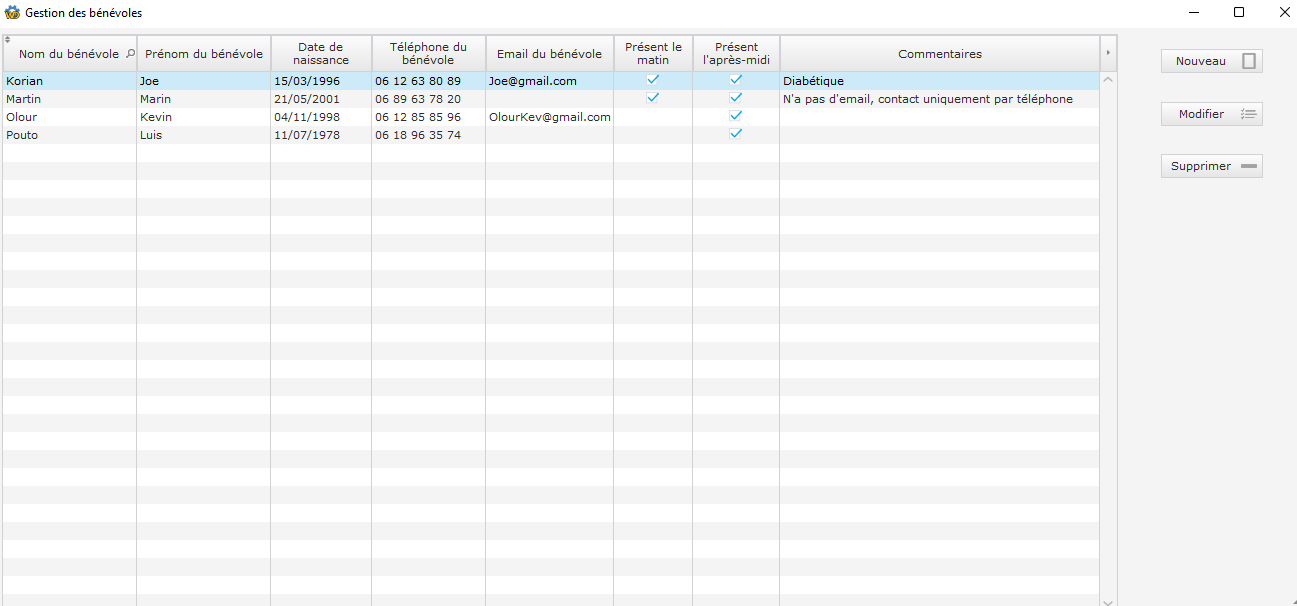 Gestion des bénévoles
Nom du bénévole Prénom du bénévole Date de naissance Téléphone du bénévole Email du bénévole Présent le matin Présent l'après-midi Commentaires
Korian Joe 15/03/1996 06 12 63 80 89 Joe@gmail.com Diabétique
Martin Marin 21/05/2001 06 89 63 78 20 N'a pas d'email, contact uniquement par téléphone
Olour Kevin 04/11/1998 06 12 85 85 96 OlourKev@gmail.com
Pouto Luis 11/07/1978 06 18 96 35 74
Nouveau
Modifier
Supprimer